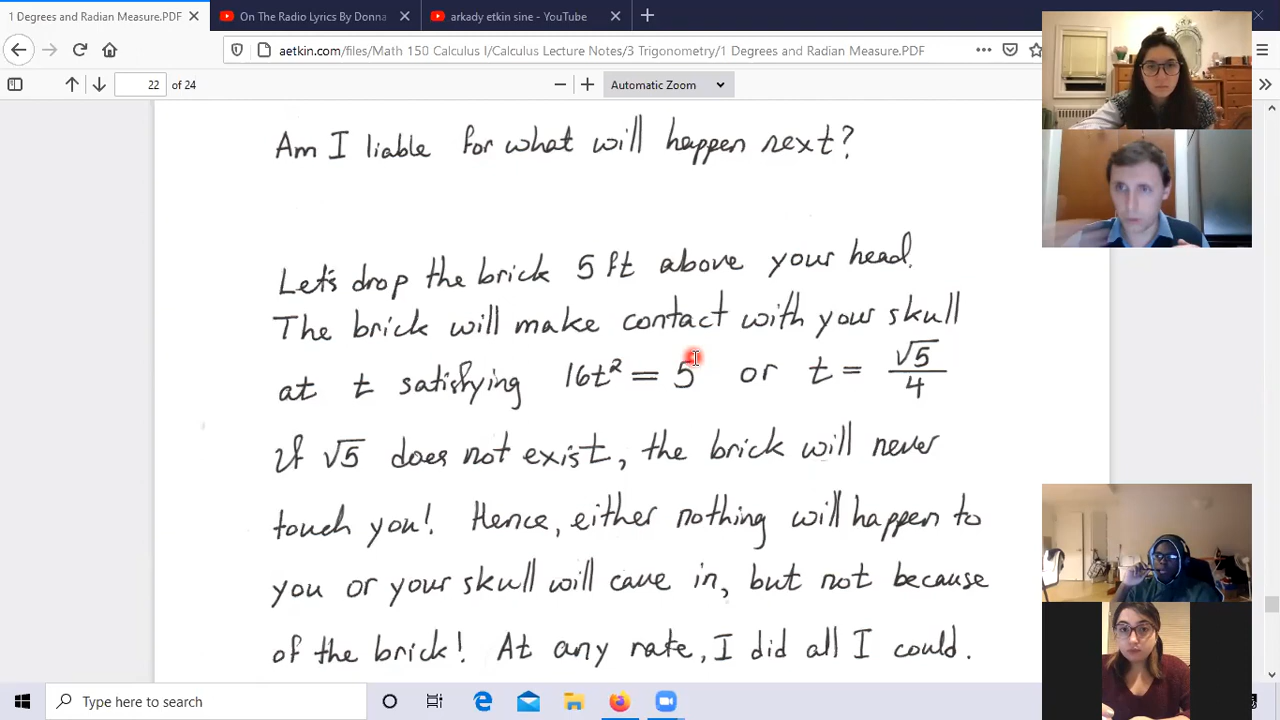 1 Degrees and Radian Measure.PDF
On The Radio Lyrics By Donna
arkady etkin sine - YouTube
aetkin.com/files/Math 150 Calculus I/Calculus Lecture Notes/3 Trigonometry/1 Degrees and Radian Measure.PDF
22 of 24
Automatic Zoom
Am I liable for what will happen next?
Let's drop the brick 5 ft above your head.
The brick will make contact with your skull
at t satisfying 16t² = 5 or t = √5/4
If √5 does not exist, the brick will never
touch you! Hence, either nothing will happen to
you or your skull will cave in, but not because
of the brick! At any rate, I did all I could.
Type here to search